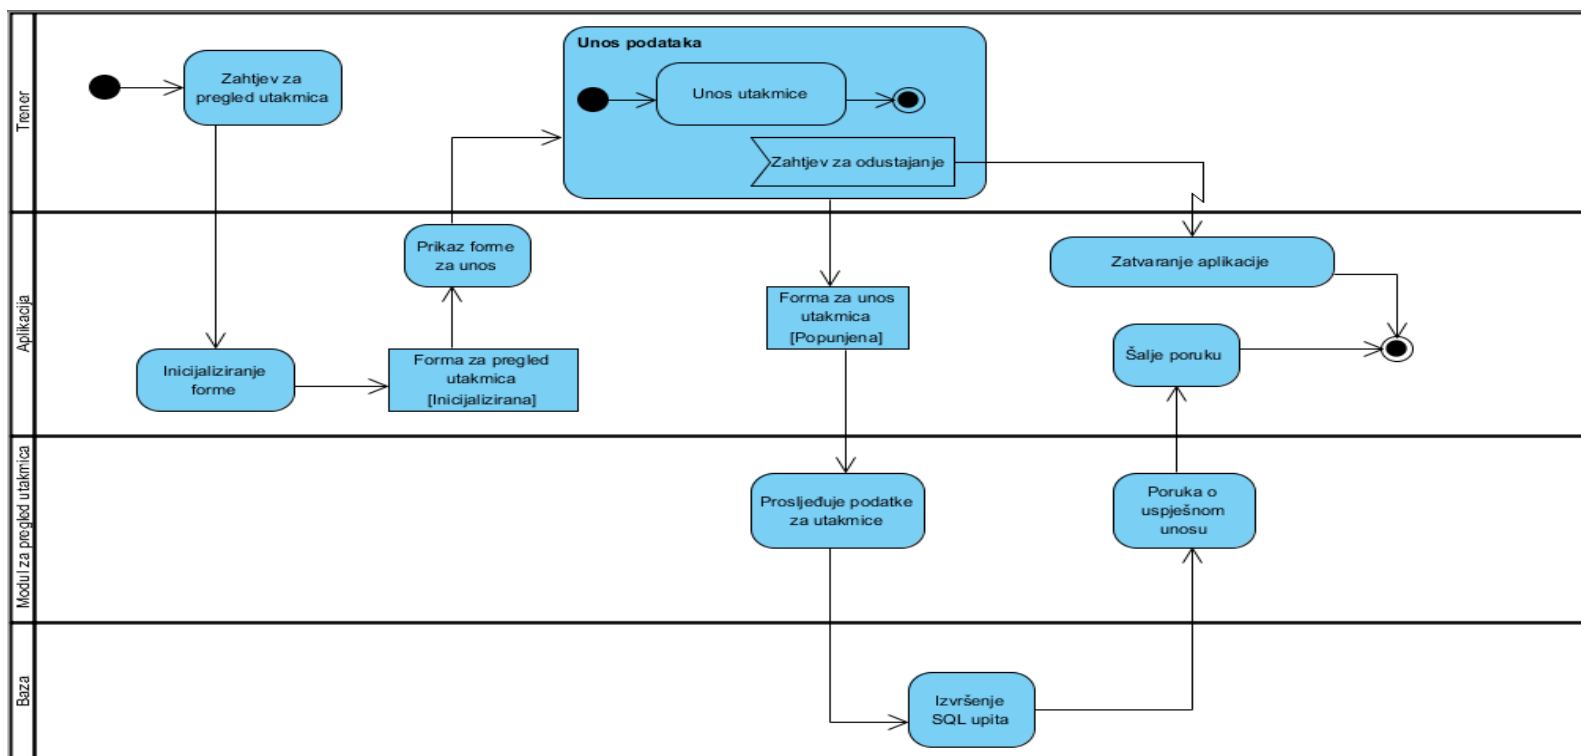 Trener
Zahtjev za
pregled utakmica
Unos podataka
Unos utakmice
Zahtjev za odustajanje
Aplikacija
Prikaz forme
za unos
Inicijaliziranje
forme
Forma za pregled
utakmica
[Inicijalizirana]
Forma za unos
utakmica
[Popunjena]
Zatvaranje aplikacije
Šalje poruku
Modul za pregled utakmica
Prosljeđuje podatke
za utakmice
Poruka o
uspješnom
unosu
Baza
Izvršenje
SQL upita